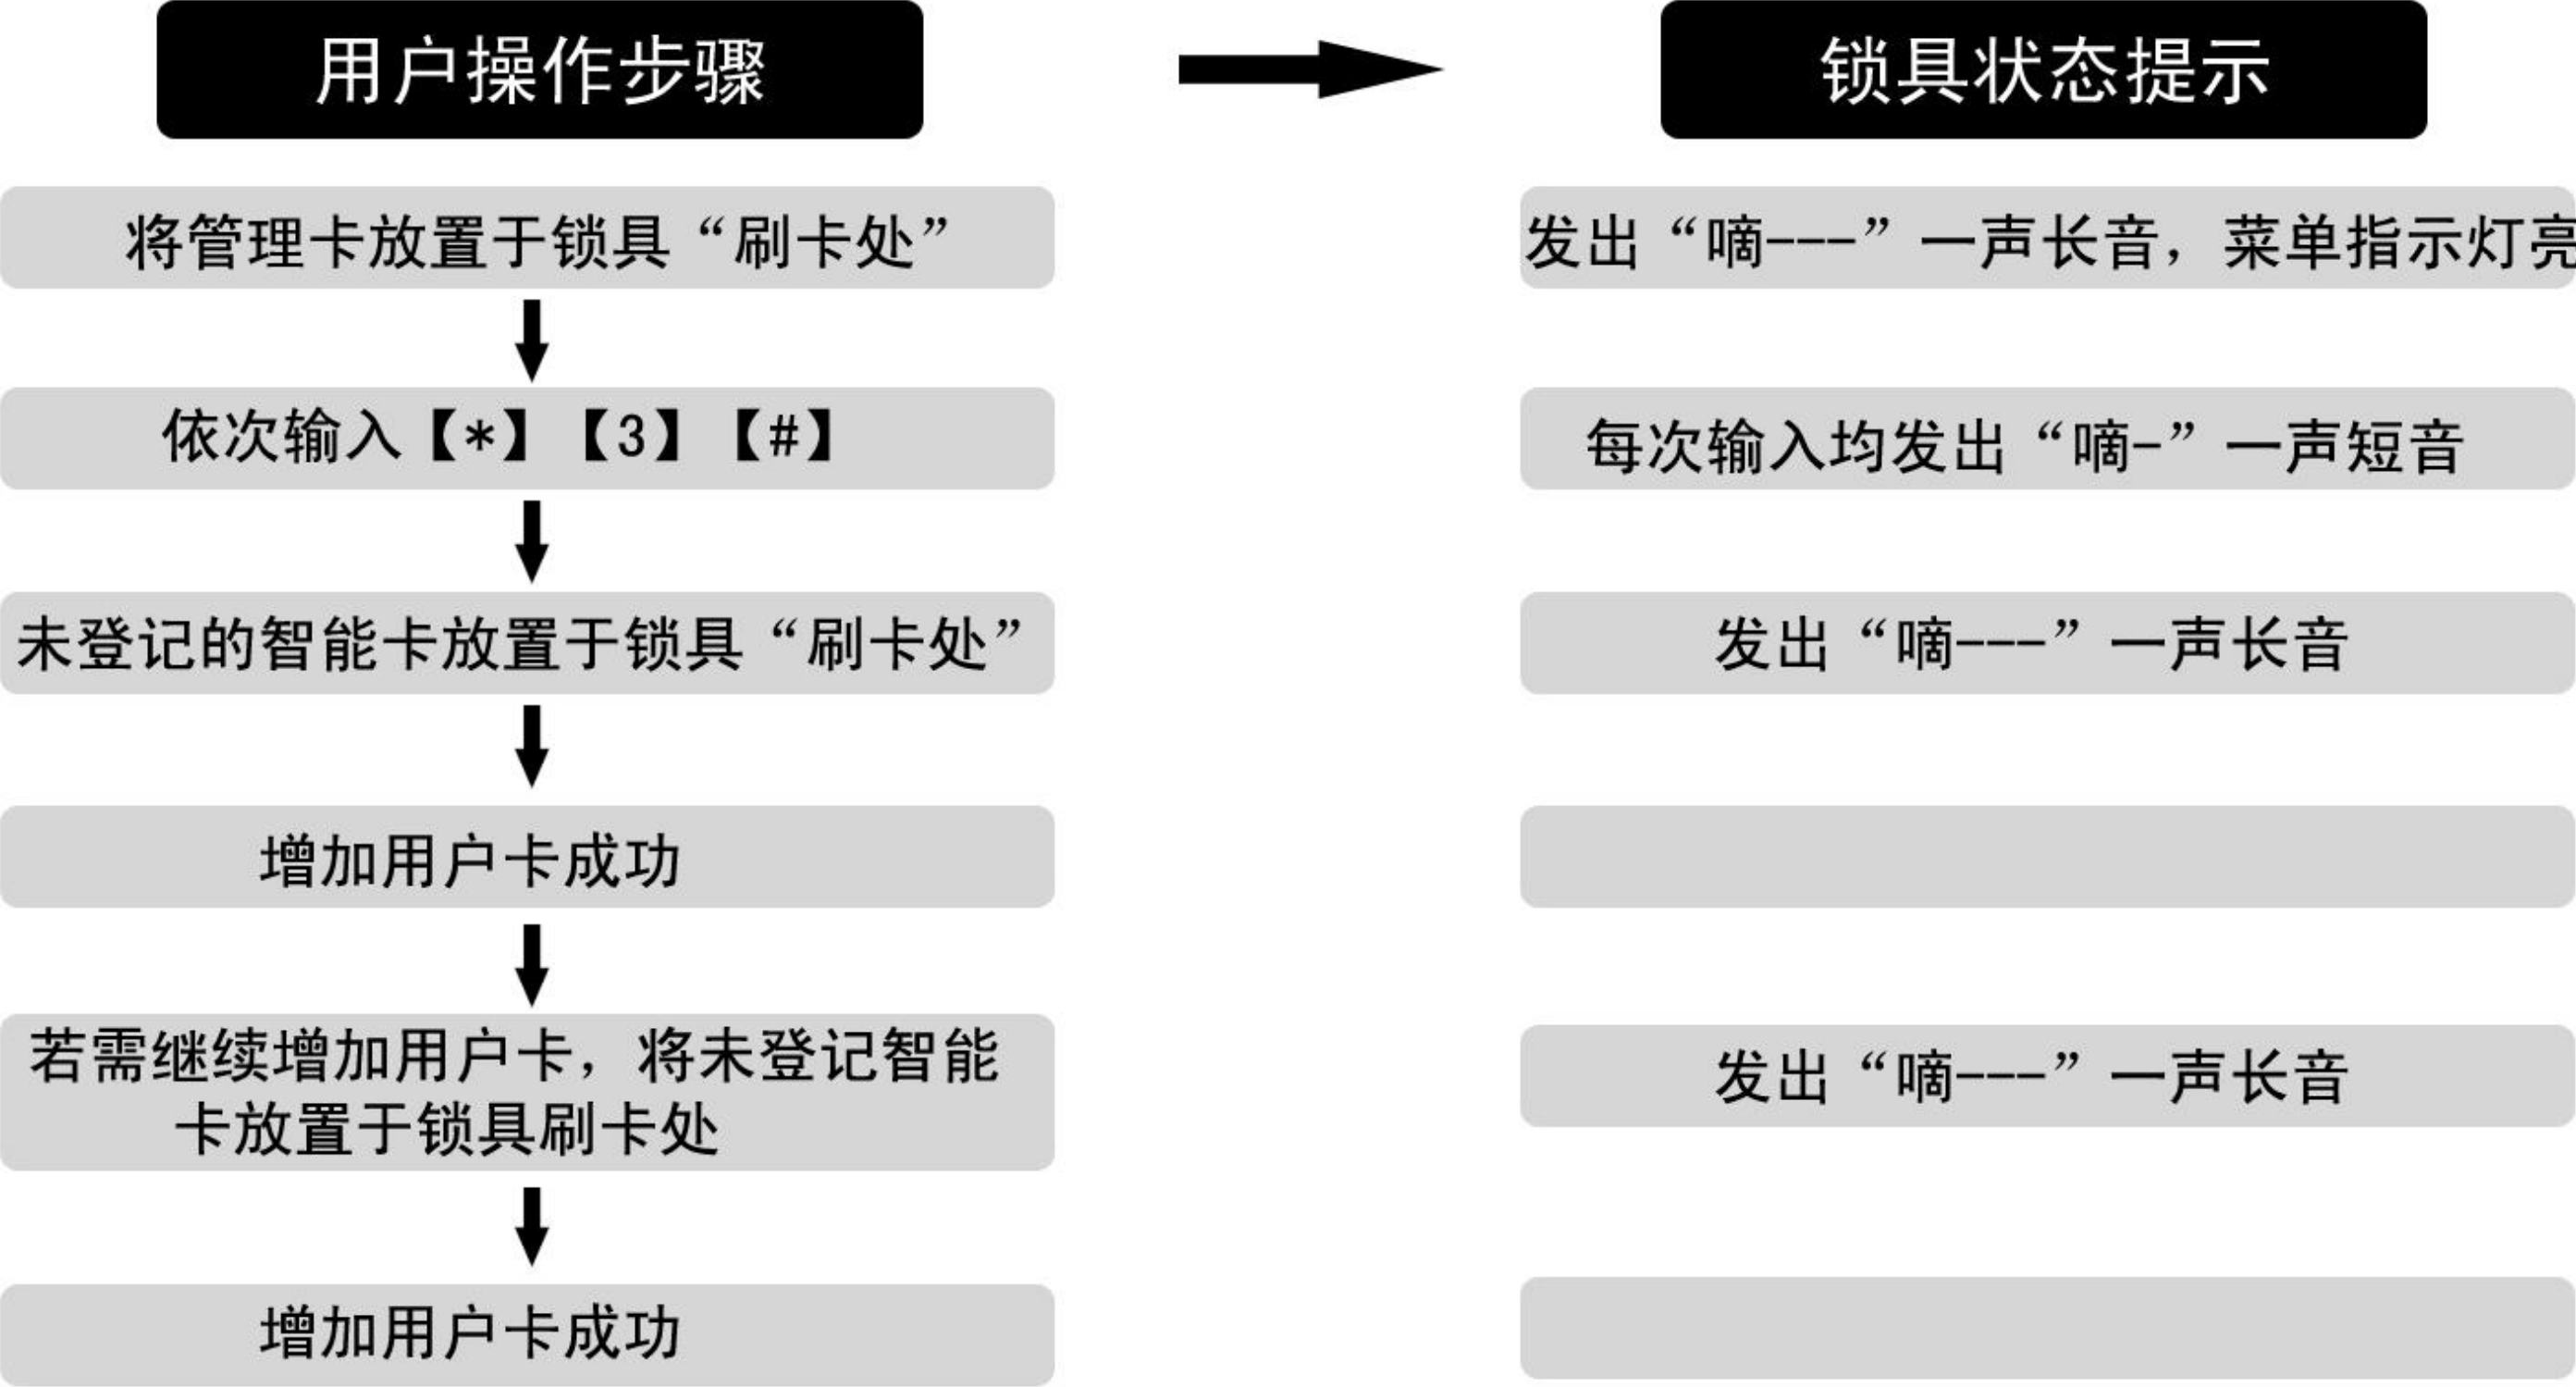 用户操作步骤
锁具状态提示
将管理卡放置于锁具“刷卡处”
发出“嘀---”一声长音，菜单指示灯亮
依次输入【*】【3】【#】
每次输入均发出“嘀-”一声短音
未登记的智能卡放置于锁具“刷卡处”
发出“嘀---”一声长音
增加用户卡成功
若需继续增加用户卡，将未登记智能
卡放置于锁具刷卡处
发出“嘀---”一声长音
增加用户卡成功